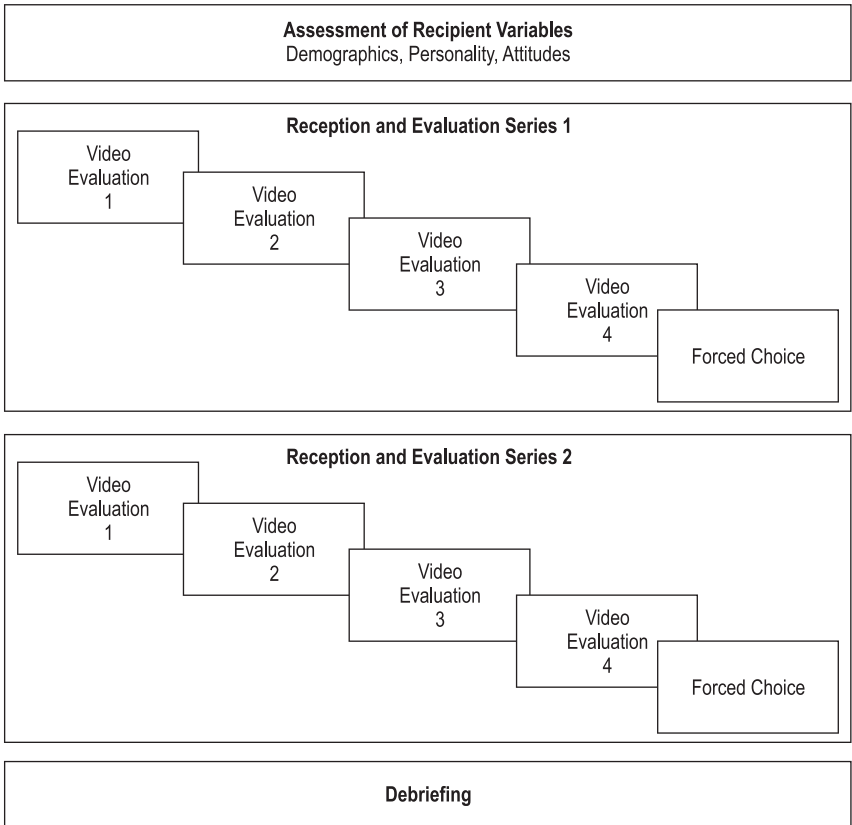 Assessment of Recipient Variables
Demographics, Personality, Attitudes
Reception and Evaluation Series 1
Video
Evaluation
1
Video
Evaluation
2
Video
Evaluation
3
Video
Evaluation
4
Forced Choice
Reception and Evaluation Series 2
Video
Evaluation
1
Video
Evaluation
2
Video
Evaluation
3
Video
Evaluation
4
Forced Choice
Debriefing